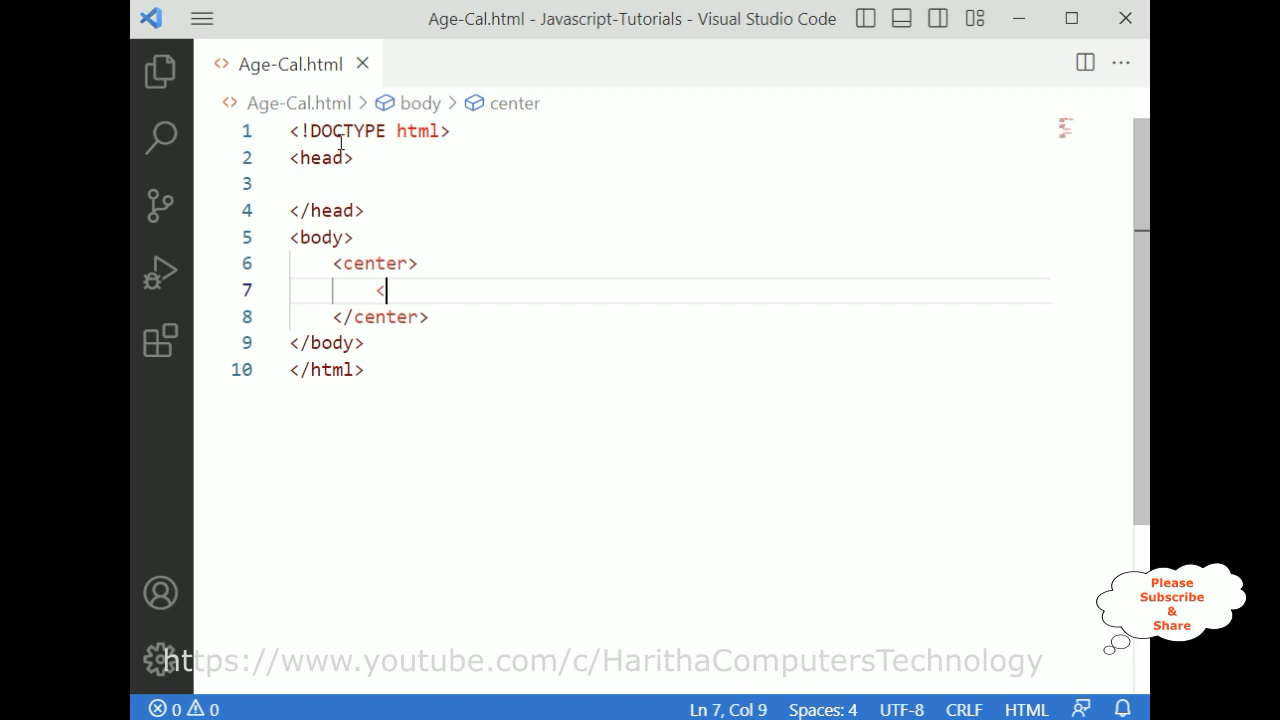 Age-Cal.html - Javascript-Tutorials - Visual Studio Code
Age-Cal.html
Age-Cal.html > body > center
1 <!DOCTYPE html>
2 <head>
3
4 </head>
5 <body>
6 <center>
7 <
8 </center>
9 </body>
10 </html>
Please
Subscribe
&
Share
https://www.youtube.com/c/HarithaComputersTechnology
0 0 Ln 7, Col 9 Spaces: 4 UTF-8 CRLF HTML